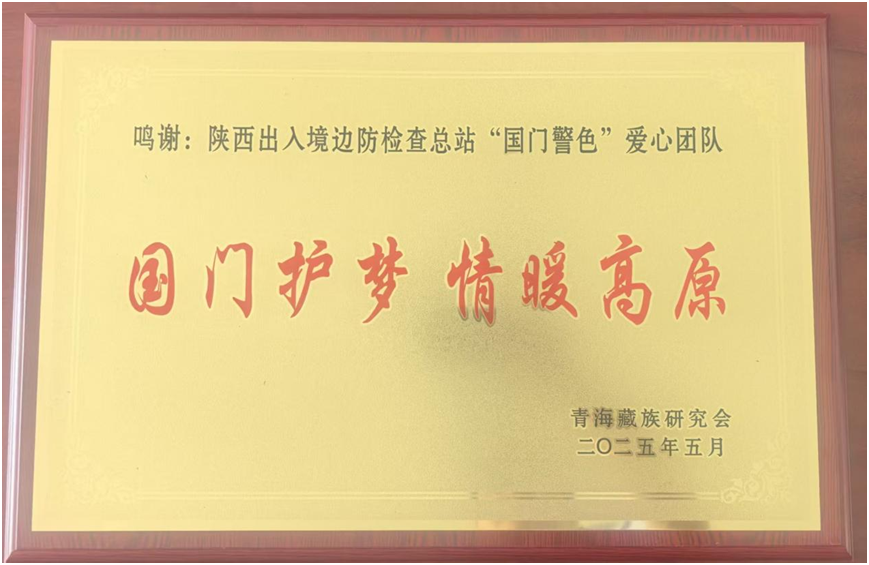 鸣谢：陕西出入境边防检查总站“国门警色”爱心团队
国门护梦 情暖高原
青海藏族研究会
二〇二五年五月